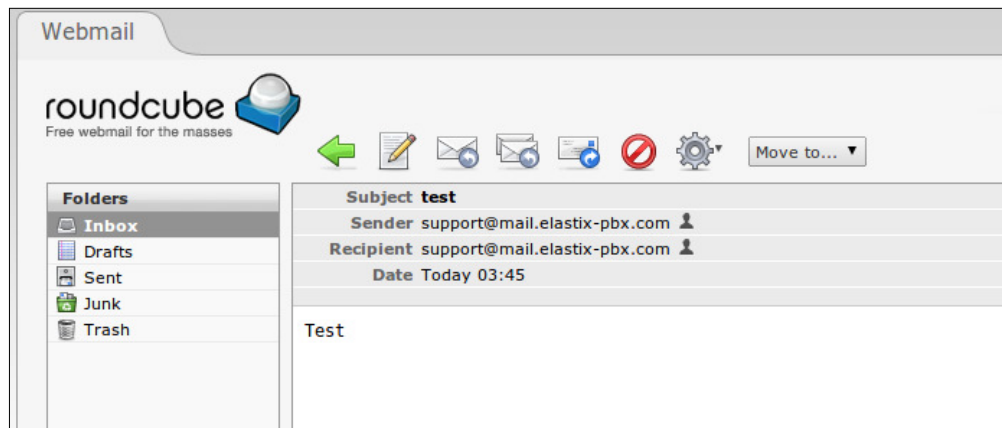 Webmail
roundcube
Free webmail for the masses
Move to... ▼
Folders
Inbox
Drafts
Sent
Junk
Trash
Subject test
Sender support@mail.elastix-pbx.com
Recipient support@mail.elastix-pbx.com
Date Today 03:45
Test